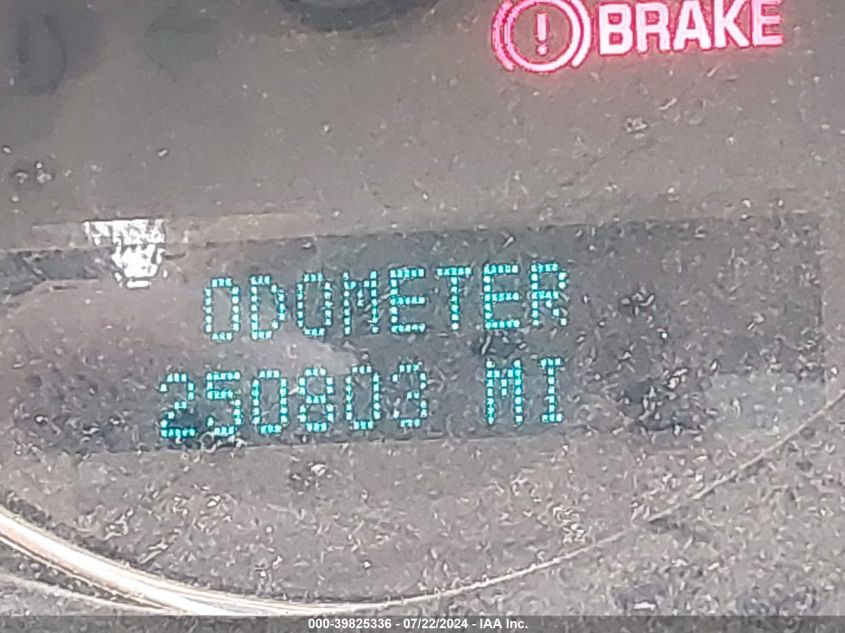 BRAKE
ODOMETER
250803 MI
000-39825336 - 07/22/2024 - IAA Inc.